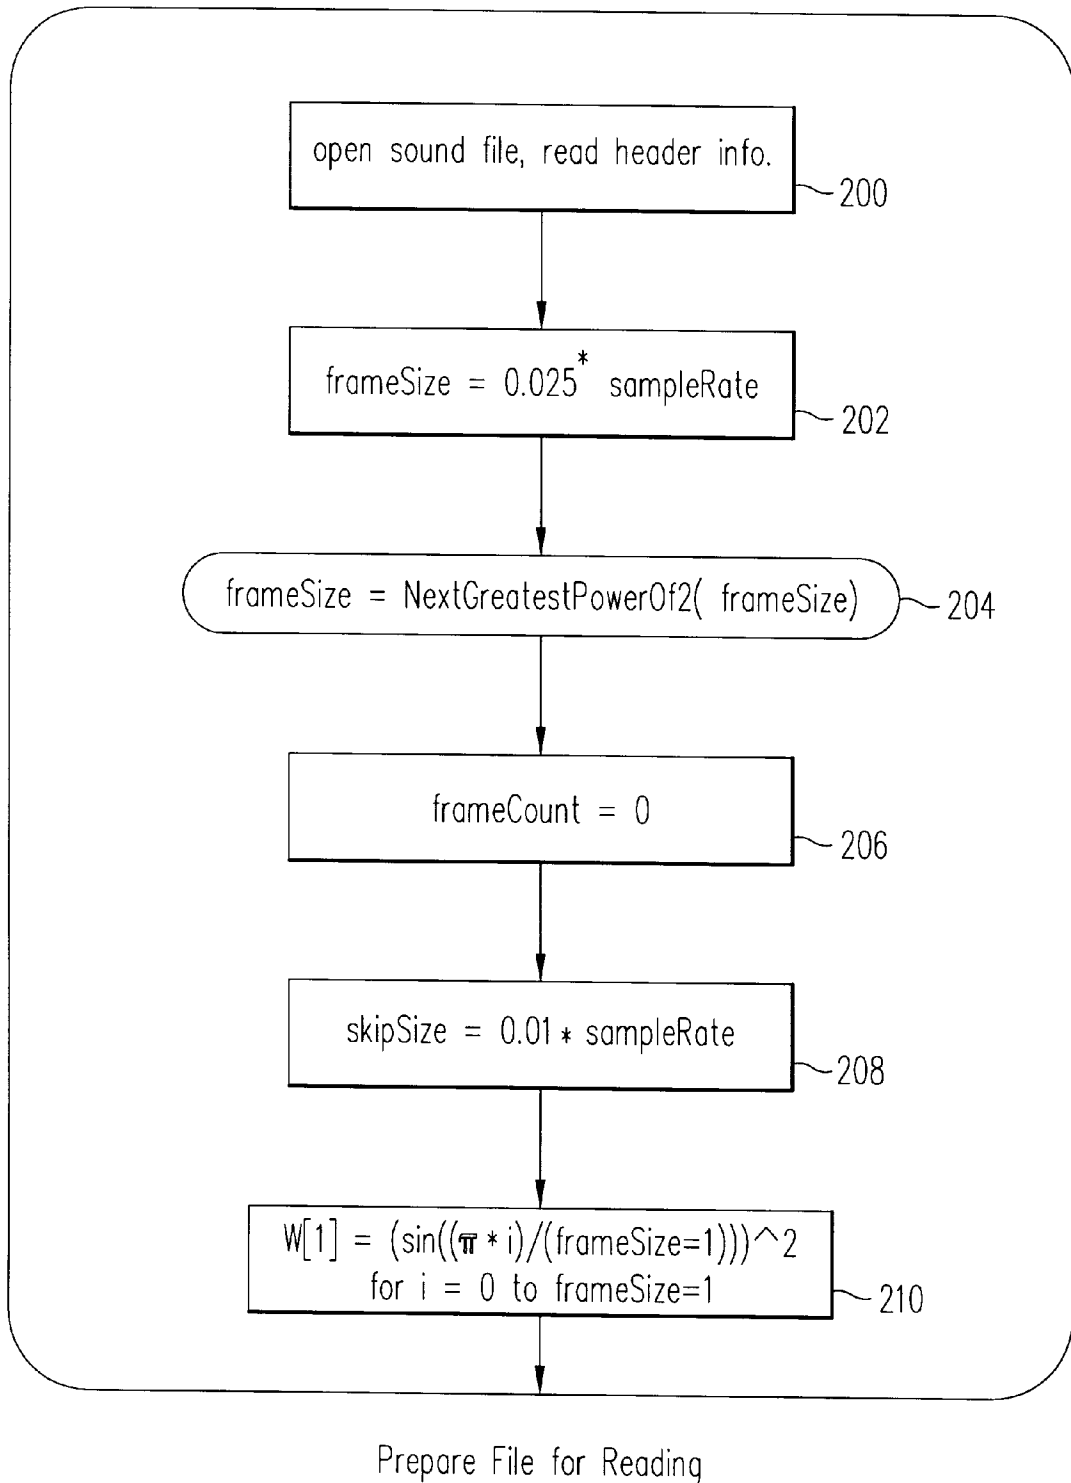 open sound file, read header info.
200
frameSize = 0.025* sampleRate
202
frameSize = NextGreatestPowerOf2( frameSize)
204
frameCount = 0
206
skipSize = 0.01 * sampleRate
208
W[1] = (sin((π * i)/(frameSize=1)))^2
for i = 0 to frameSize=1
210
Prepare File for Reading